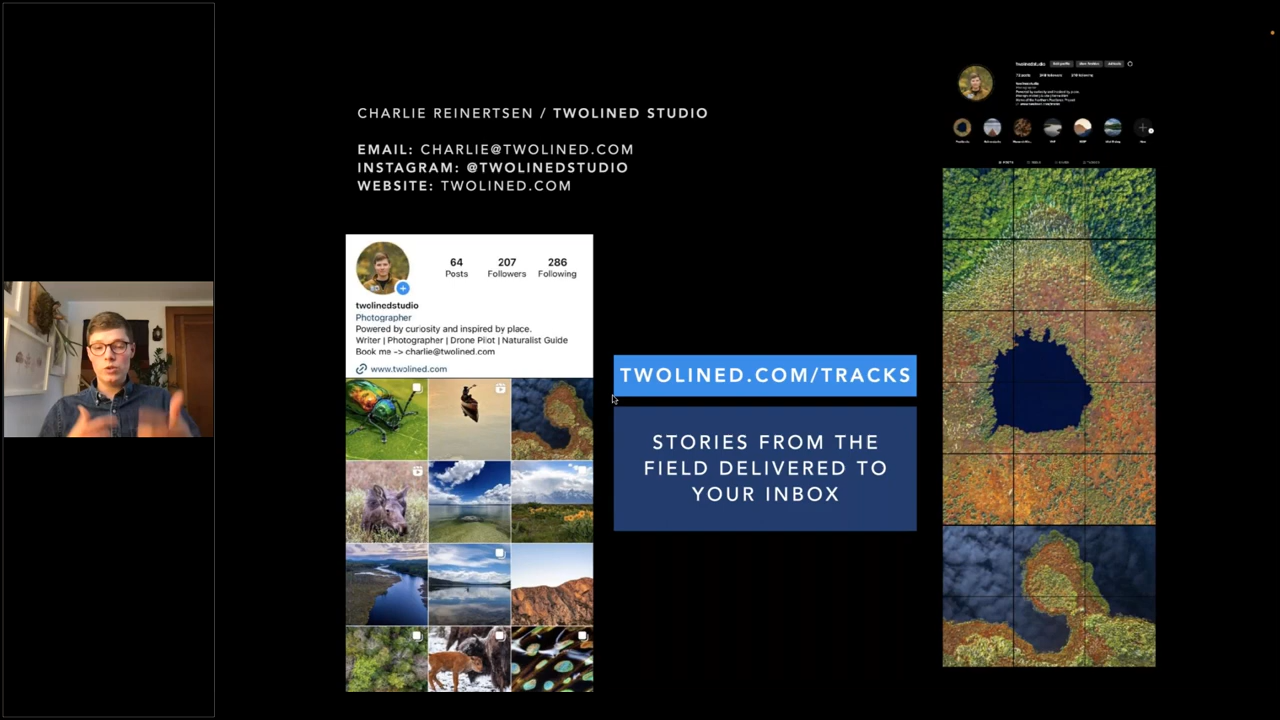 CHARLIE REINERTSEN / TWOLINED STUDIO
EMAIL: CHARLIE@TWOLINED.COM
INSTAGRAM: @TWOLINEDSTUDIO
WEBSITE: TWOLINED.COM
64 207 286
Posts Followers Following
twolinedstudio
Photographer
Powered by curiosity and inspired by place.
Writer | Photographer | Drone Pilot | Naturalist Guide
Book me -> charlie@twolined.com
www.twolined.com
TWOLINED.COM/TRACKS
STORIES FROM THE
FIELD DELIVERED TO
YOUR INBOX
twolinedstudio